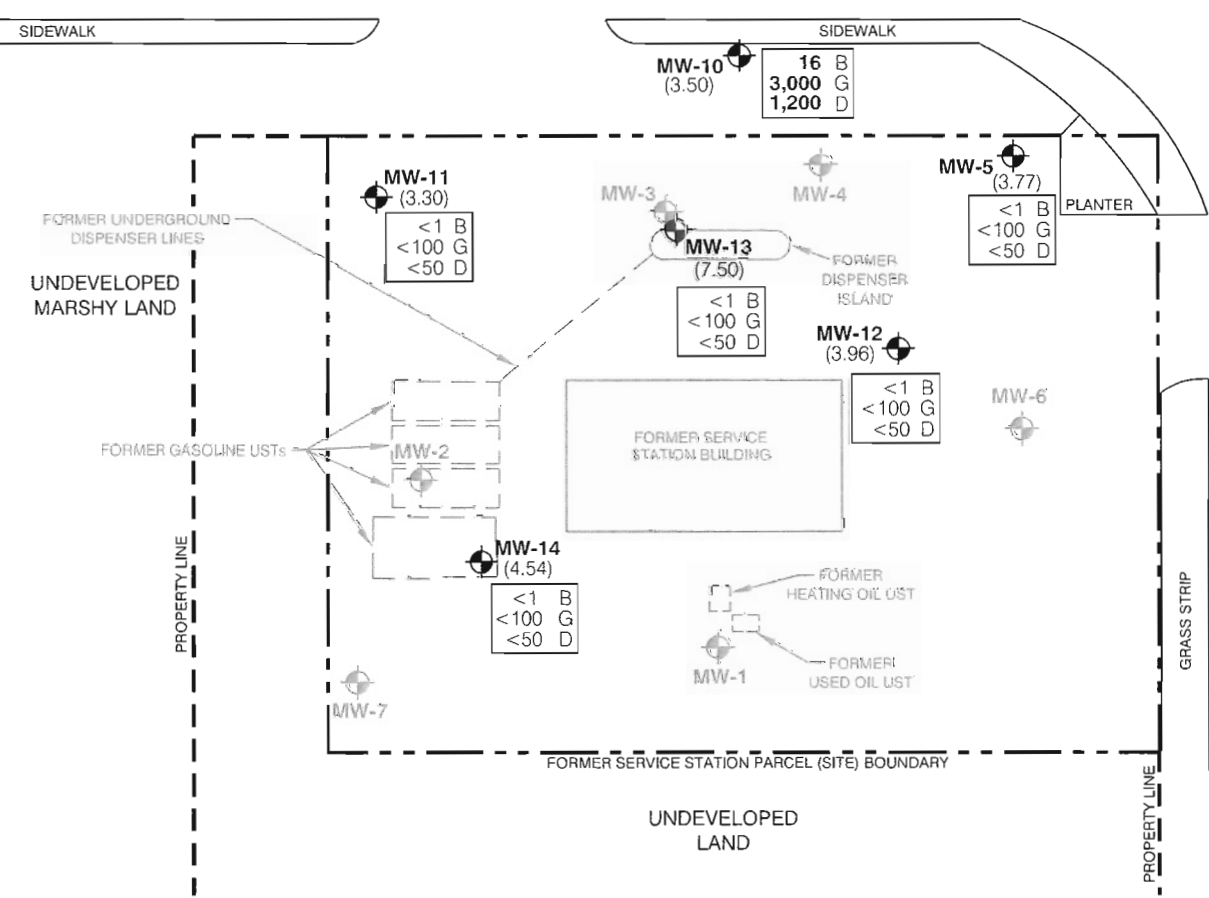 SIDEWALK
SIDEWALK
MW-10
(3.50)
16 B
3,000 G
1,200 D
MW-11
(3.30)
<1 B
<100 G
<50 D
MW-3
MW-4
MW-5
(3.77)
<1 B
<100 G
<50 D
PLANTER
FORMER UNDERGROUND
DISPENSER LINES
MW-13
(7.50)
<1 B
<100 G
<50 D
FORMER
DISPENSER
ISLAND
UNDEVELOPED
MARSHY LAND
MW-12
(3.96)
<1 B
<100 G
<50 D
MW-6
FORMER GASOLINE USTs
MW-2
FORMER SERVICE
STATION BUILDING
MW-14
(4.54)
<1 B
<100 G
<50 D
FORMER
HEATING OIL UST
MW-1
FORMER
USED OIL UST
MW-7
PROPERTY LINE
GRASS STRIP
FORMER SERVICE STATION PARCEL (SITE) BOUNDARY
UNDEVELOPED
LAND
PROPERTY LINE